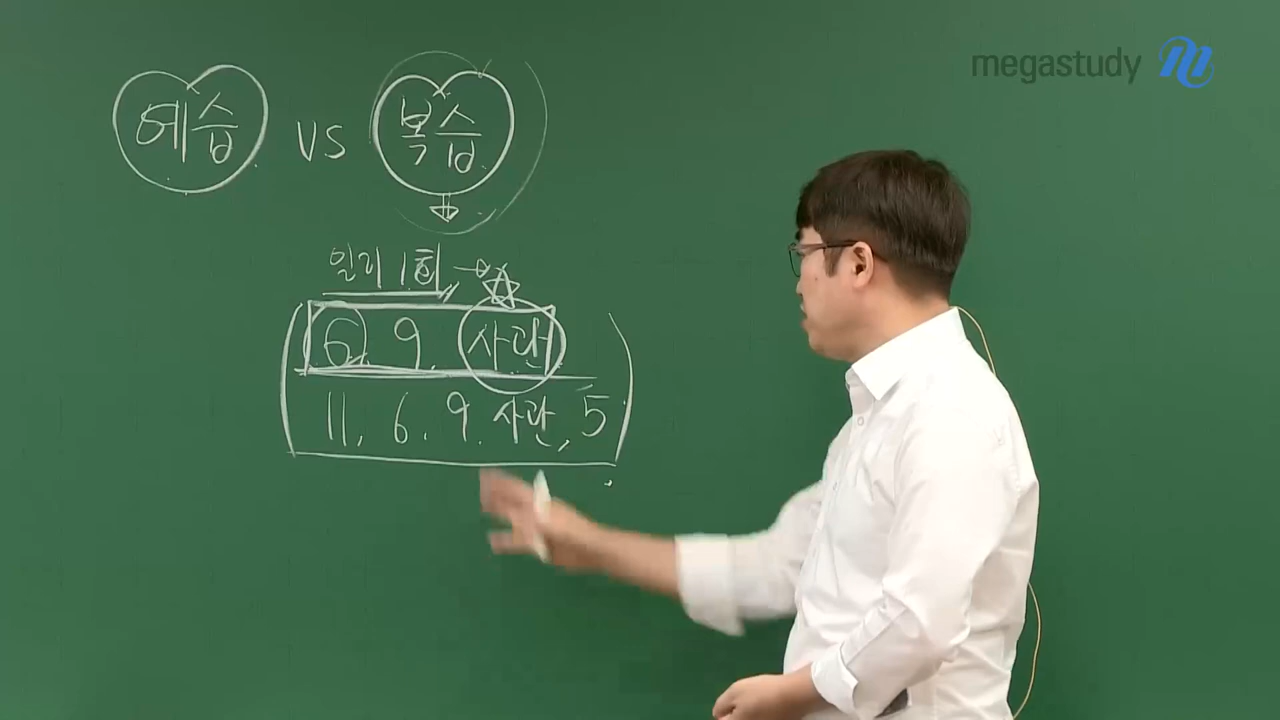 megastudy
예습 vs 복습
일리 1회 → ☆
6, 9, 사관
11, 6, 9, 사관, 5